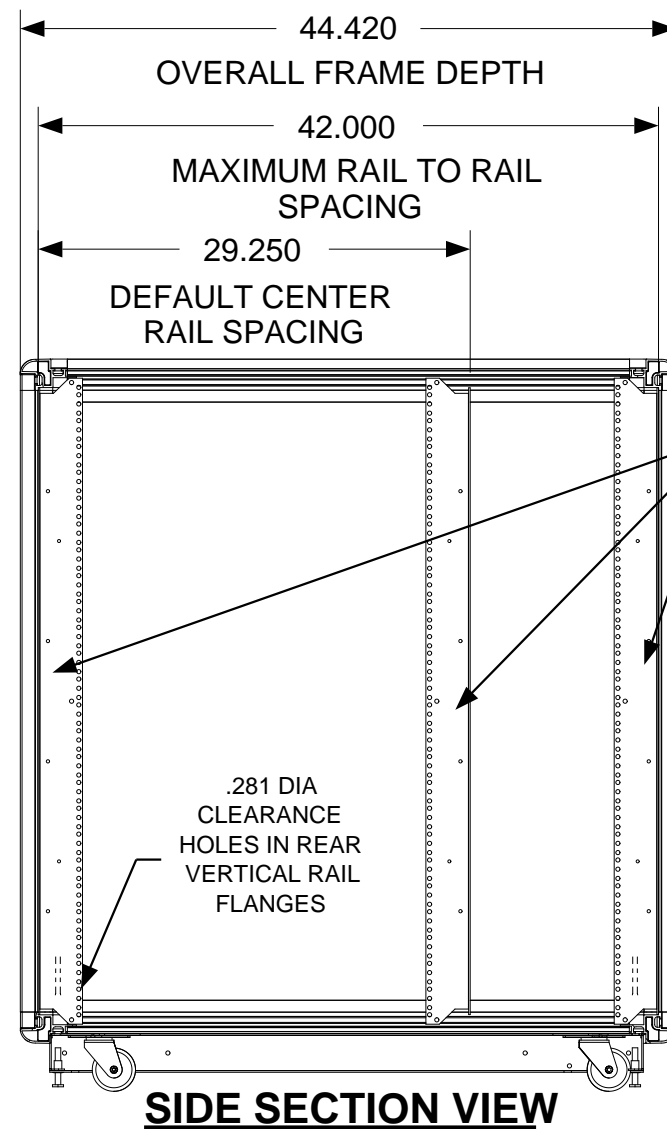 44.420
OVERALL FRAME DEPTH
42.000
MAXIMUM RAIL TO RAIL
SPACING
29.250
DEFAULT CENTER
RAIL SPACING
.281 DIA
CLEARANCE
HOLES IN REAR
VERTICAL RAIL
FLANGES
SIDE SECTION VIEW